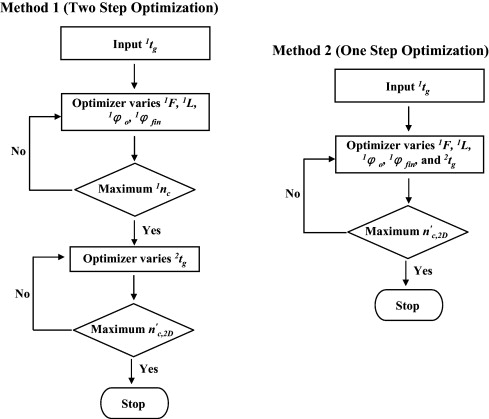 Method 1 (Two Step Optimization)
Input ¹t_g
Optimizer varies ¹F, ¹L,
¹φ_o, ¹φ_fin
No
Maximum ¹n_c
Yes
Optimizer varies ²t_g
No
Maximum n′_c,2D
Yes
Stop
Method 2 (One Step Optimization)
Input ¹t_g
Optimizer varies ¹F, ¹L,
¹φ_o, ¹φ_fin, and ²t_g
No
Maximum n′_c,2D
Yes
Stop